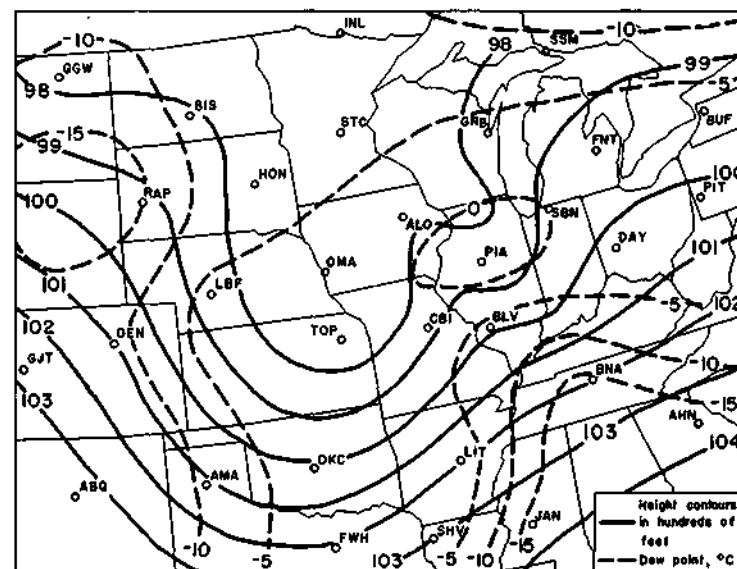 -10
INL
-10
98
SSM
99
GGW
98
-5
BIS
BUF
-15
STC
GNB
99
FNT
100
RAP
HON
PIT
100
0
ALO
SBN
101
DAY
PIA
OMA
101
LBF
102
102
-5
DEN
TOP
CBI
BLV
GJT
-10
BNA
103
-15
AHN
103
104
OKC
LIT
AMA
ABQ
Height contours
in hundreds of
feet
JAN
FWH
SHV
-10
-5
103
-5
-10
-15
Dew point, °C